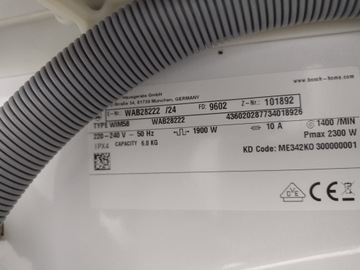 www.bosch-home.com
Hausgeräte GmbH
Straße 34, 81739 München, GERMANY
E-Nr. WAB28222 /24 FD: 9602 Z-Nr. 101892
TYPE WIM58 WAB28222 436020287734018926
220-240 V ~ 50 Hz 1900 W 10 A 1400 /MIN
IPX4 CAPACITY 6.0 KG Pmax 2300 W
KD Code: ME342KO 300000001
VDE CE